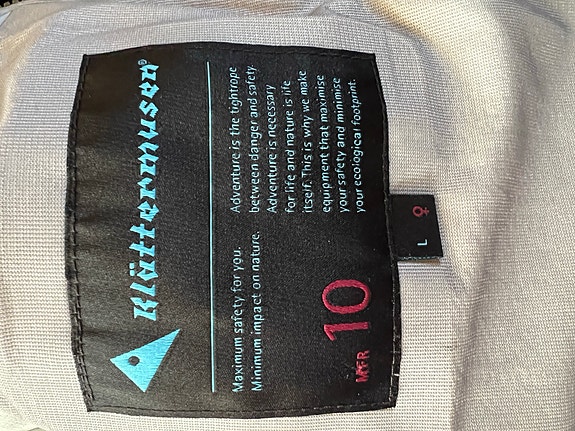 Klättermusen®
Maximum safety for you.
Minimum impact on nature.
MFR 10
Adventure is the tightrope
between danger and safety.
Adventure is necessary
for life and nature is life
itself. This is why we make
equipment that maximise
your safety and minimise
your ecological footprint.
L ♀